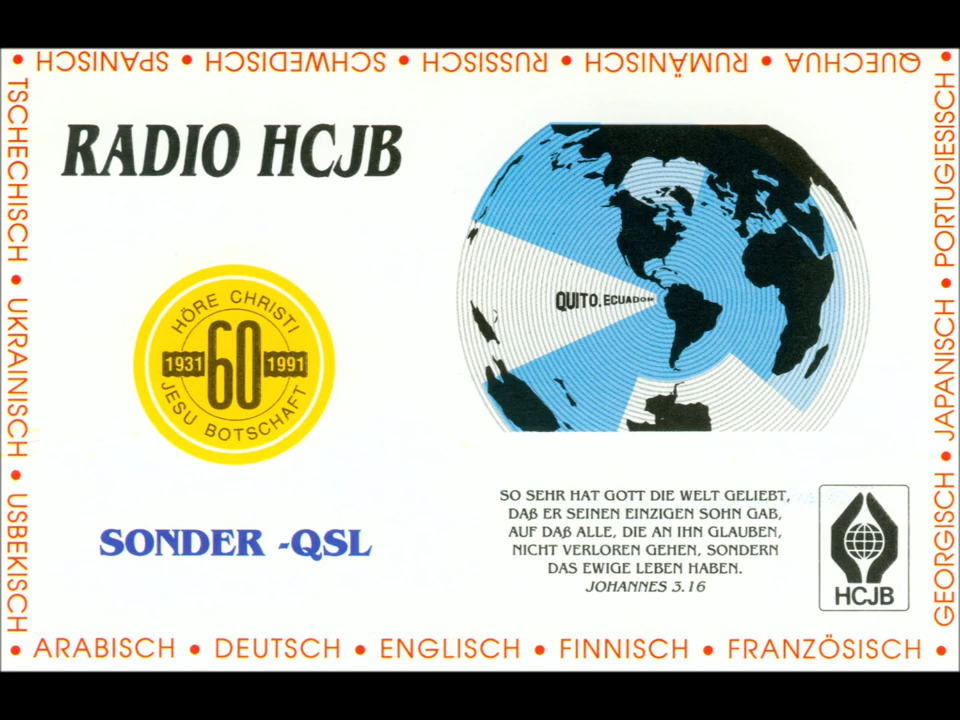 QUECHUA • RUMÄNISCH • RUSSISCH • SCHWEDISCH • SPANISCH •
TSCHECHISCH • UKRAINISCH • USBEKISCH •
RADIO HCJB
QUITO. ECUADOR
HÖRE CHRISTI
1931 60 1991
JESU BOTSCHAFT
SONDER -QSL
SO SEHR HAT GOTT DIE WELT GELIEBT,
DAß ER SEINEN EINZIGEN SOHN GAB,
AUF DAß ALLE, DIE AN IHN GLAUBEN,
NICHT VERLOREN GEHEN, SONDERN
DAS EWIGE LEBEN HABEN.
JOHANNES 3.16
HCJB
ARABISCH • DEUTSCH • ENGLISCH • FINNISCH • FRANZÖSISCH •
GEORGISCH • JAPANISCH • PORTUGIESISCH •